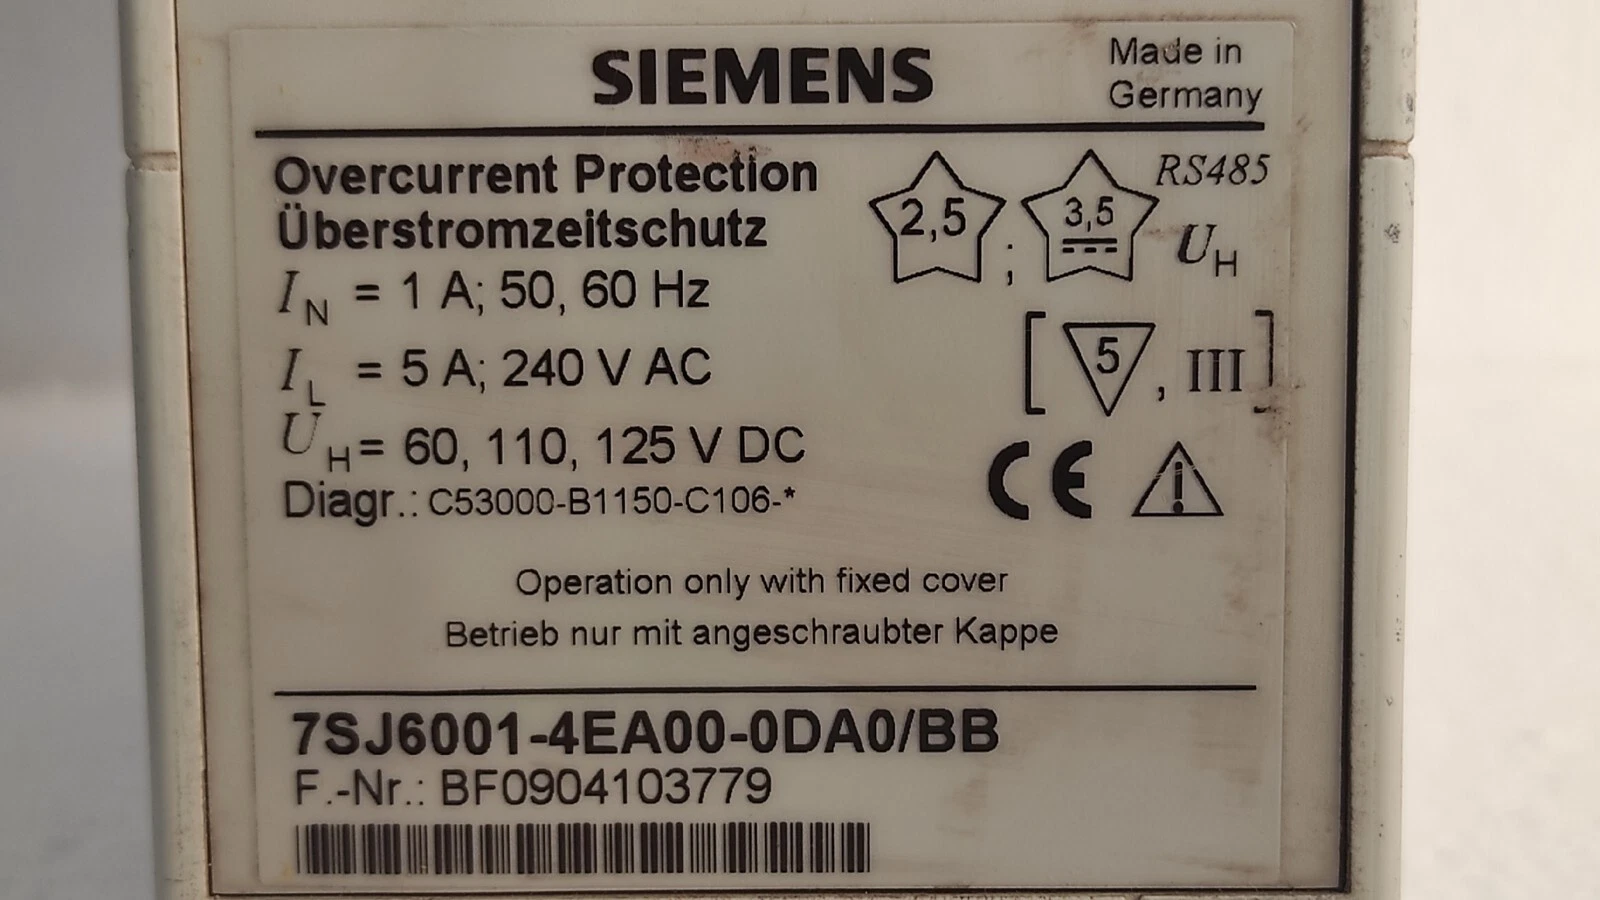 SIEMENS
Made in
Germany
Overcurrent Protection
Überstromzeitschutz
2,5 ; 3,5 RS485
U H
I N = 1 A; 50, 60 Hz
I L = 5 A; 240 V AC
[ 5 , III ]
U H = 60, 110, 125 V DC
Diagr.: C53000-B1150-C106-*
CE
Operation only with fixed cover
Betrieb nur mit angeschraubter Kappe
7SJ6001-4EA00-0DA0/BB
F.-Nr.: BF0904103779